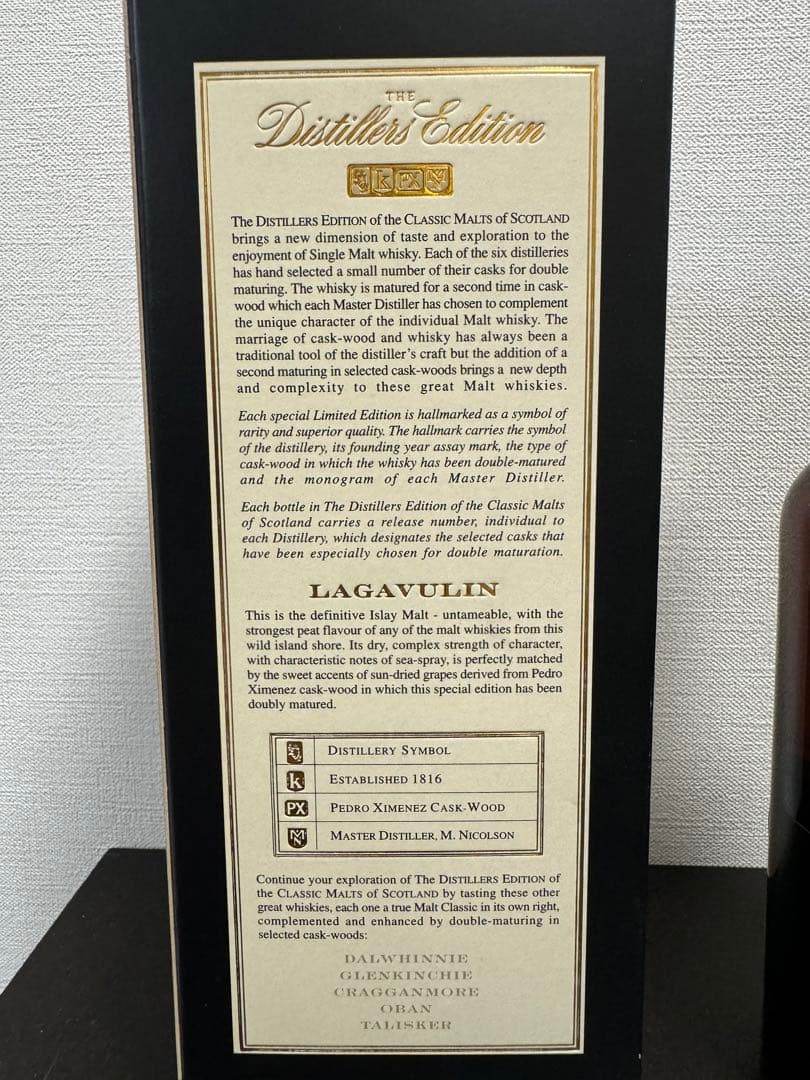 THE
Distillers Edition
k PX M
The DISTILLERS EDITION of the CLASSIC MALTS of SCOTLAND
brings a new dimension of taste and exploration to the
enjoyment of Single Malt whisky. Each of the six distilleries
has hand selected a small number of their casks for double
maturing. The whisky is matured for a second time in cask-
wood which each Master Distiller has chosen to complement
the unique character of the individual Malt whisky. The
marriage of cask-wood and whisky has always been a
traditional tool of the distiller's craft but the addition of a
second maturing in selected cask-woods brings a new depth
and complexity to these great Malt whiskies.
Each special Limited Edition is hallmarked as a symbol of
rarity and superior quality. The hallmark carries the symbol
of the distillery, its founding year assay mark, the type of
cask-wood in which the whisky has been double-matured
and the monogram of each Master Distiller.
Each bottle in The Distillers Edition of the Classic Malts
of Scotland carries a release number, individual to
each Distillery, which designates the selected casks that
have been especially chosen for double maturation.
LAGAVULIN
This is the definitive Islay Malt - untameable, with the
strongest peat flavour of any of the malt whiskies from this
wild island shore. Its dry, complex strength of character,
with characteristic notes of sea-spray, is perfectly matched
by the sweet accents of sun-dried grapes derived from Pedro
Ximenez cask-wood in which this special edition has been
doubly matured.
DISTILLERY SYMBOL
k ESTABLISHED 1816
PX PEDRO XIMENEZ CASK-WOOD
MN MASTER DISTILLER, M. NICOLSON
Continue your exploration of The DISTILLERS EDITION of
the CLASSIC MALTS of SCOTLAND by tasting these other
great whiskies, each one a true Malt Classic in its own right,
complemented and enhanced by double-maturing in
selected cask-woods:
DALWHINNIE
GLENKINCHIE
CRAGGANMORE
OBAN
TALISKER